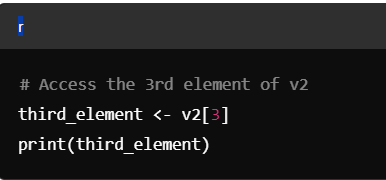 r
# Access the 3rd element of v2
third_element <- v2[3]
print(third_element)